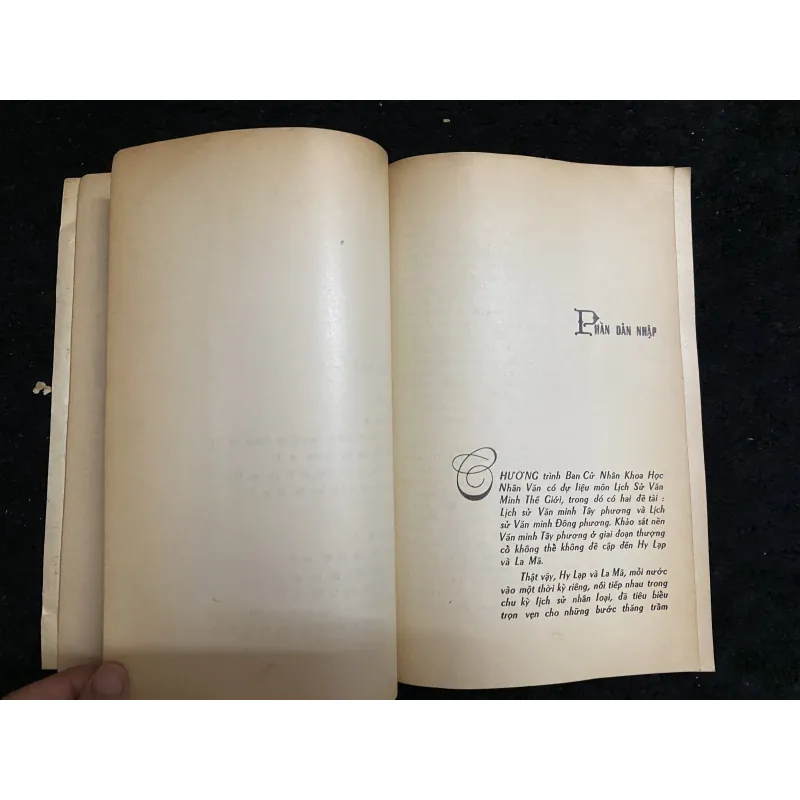 PHẦN DẪN NHẬP
CHƯƠNG trình Ban Cử Nhân Khoa Học
Nhân Văn có dự liệu môn Lịch Sử Văn
Minh Thế Giới, trong đó có hai đề tài :
Lịch sử Văn minh Tây phương và Lịch
sử Văn minh Đông phương. Khảo sát nền
Văn minh Tây phương ở giai đoạn thượng
cổ không thể không đề cập đến Hy Lạp
và La Mã.
Thật vậy, Hy Lạp và La Mã, mỗi nước
vào một thời kỳ riêng, nối tiếp nhau trong
chu kỳ lịch sử nhân loại, đã tiêu biểu
trọn vẹn cho những bước thăng trầm